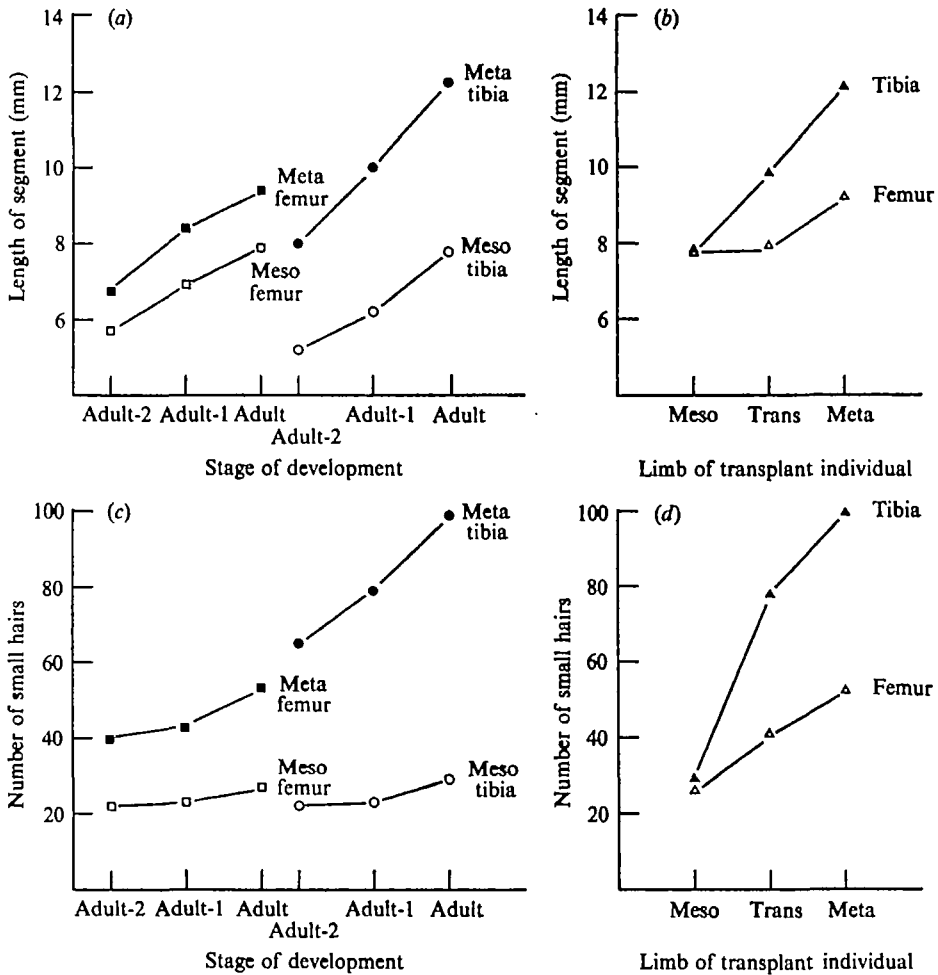 (a)
14
12
10
8
6
Length of segment (mm)
Meta
femur
Meso
femur
Meta
tibia
Meso
tibia
Adult-2 Adult-1 Adult Adult-1 Adult
Adult-2
Stage of development
(b)
14
12
10
8
6
Length of segment (mm)
Tibia
Femur
Meso Trans Meta
Limb of transplant individual
(c)
100
80
60
40
20
Number of small hairs
Meta
femur
Meso
femur
Meta
tibia
Meso
tibia
Adult-2 Adult-1 Adult Adult-1 Adult
Adult-2
Stage of development
(d)
100
80
60
40
20
Number of small hairs
Tibia
Femur
Meso Trans Meta
Limb of transplant individual